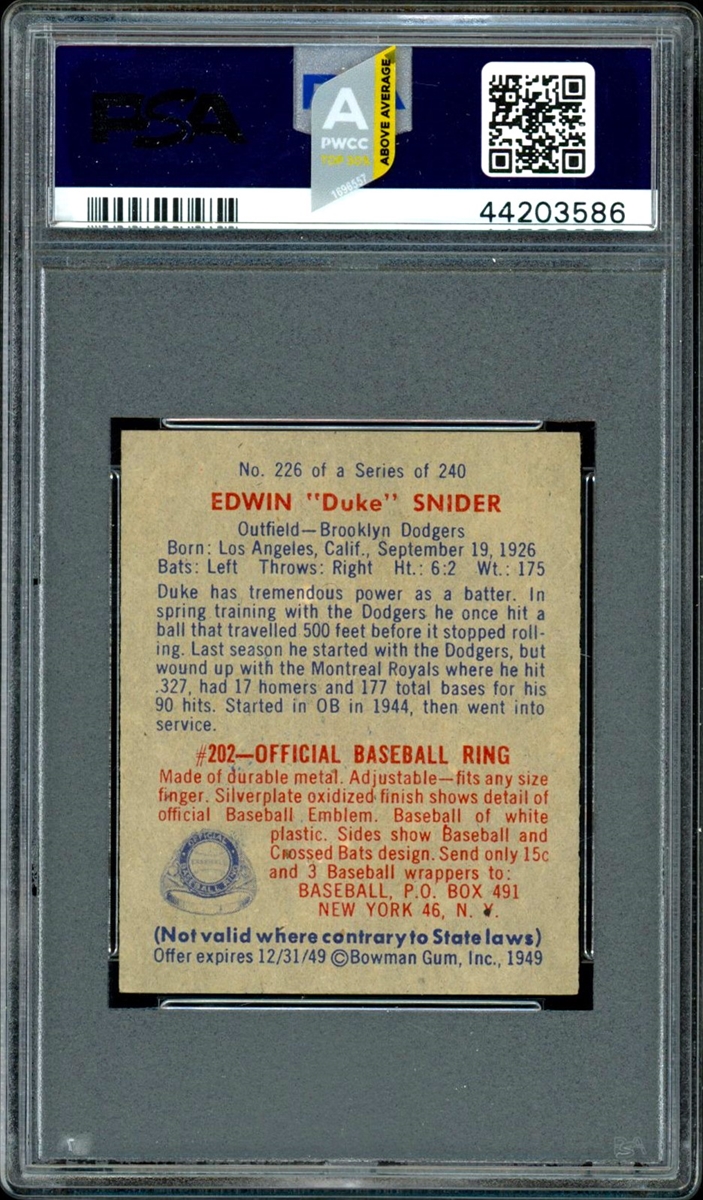 PSA
A
PWCC
TOP 30%
ABOVE AVERAGE
1696557
44203586
No. 226 of a Series of 240
EDWIN "Duke" SNIDER
Outfield—Brooklyn Dodgers
Born: Los Angeles, Calif., September 19, 1926
Bats: Left Throws: Right Ht.: 6:2 Wt.: 175
Duke has tremendous power as a batter. In
spring training with the Dodgers he once hit a
ball that travelled 500 feet before it stopped roll-
ing. Last season he started with the Dodgers, but
wound up with the Montreal Royals where he hit
.327, had 17 homers and 177 total bases for his
90 hits. Started in OB in 1944, then went into
service.
#202—OFFICIAL BASEBALL RING
Made of durable metal. Adjustable—fits any size
finger. Silverplate oxidized finish shows detail of
official Baseball Emblem. Baseball of white
plastic. Sides show Baseball and
Crossed Bats design. Send only 15c
and 3 Baseball wrappers to:
BASEBALL, P.O. BOX 491
NEW YORK 46, N. Y.
OFFICIAL
BASEBALL RING
(Not valid where contrary to State laws)
Offer expires 12/31/49 ©Bowman Gum, Inc., 1949
PSA